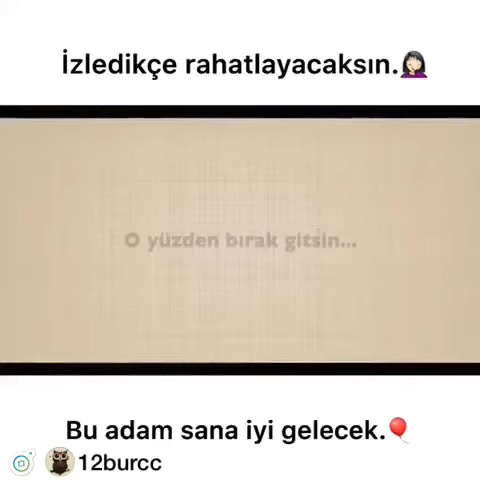 İzledikçe rahatlayacaksın.🤦🏻‍♀️
O yüzden bırak gitsin...
Bu adam sana iyi gelecek.🎈
12burcc